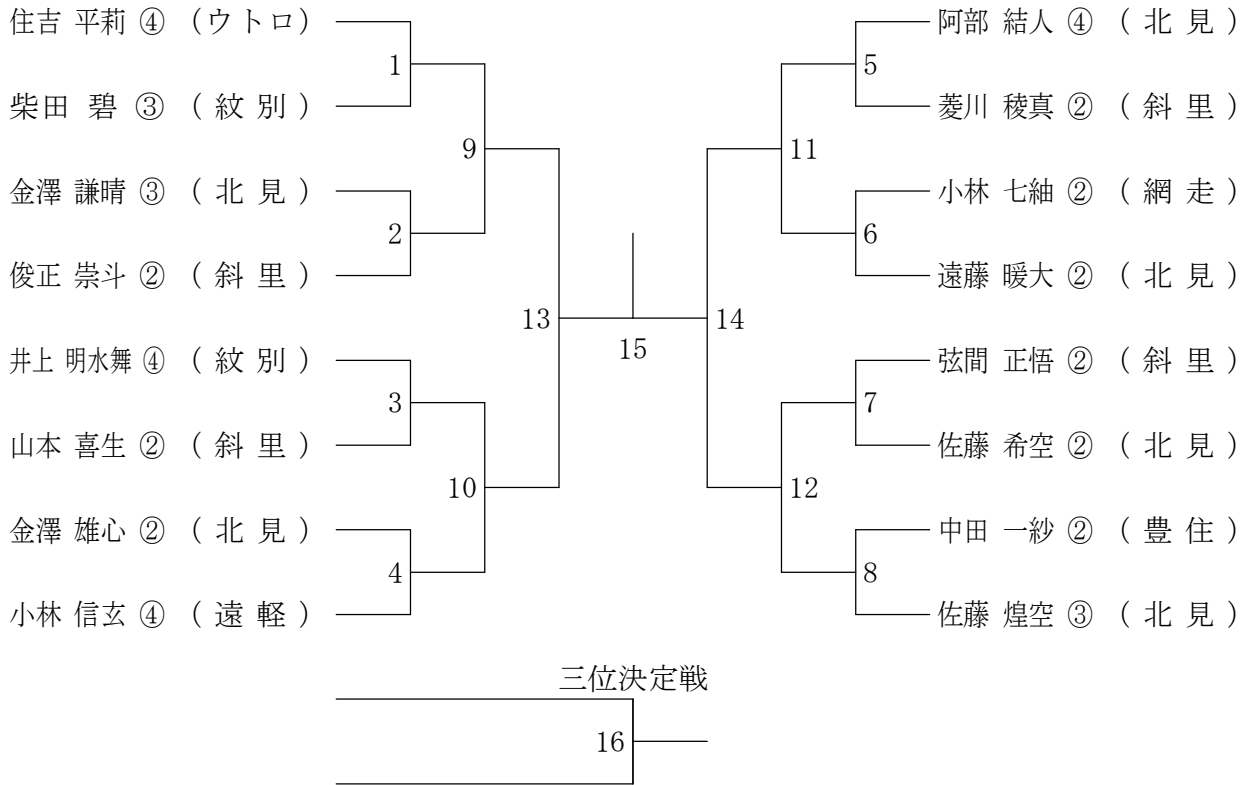 住吉 平莉 ④ (ウトロ)
1
柴田 碧 ③ (紋別)
9
金澤 謙晴 ③ (北見)
2
俊正 崇斗 ② (斜里)
13
井上 明水舞 ④ (紋別)
3
山本 喜生 ② (斜里)
10
金澤 雄心 ② (北見)
4
小林 信玄 ④ (遠軽)
15
阿部 結人 ④ (北見)
5
菱川 稜真 ② (斜里)
11
小林 七紬 ② (網走)
6
遠藤 暖大 ② (北見)
14
弦間 正悟 ② (斜里)
7
佐藤 希空 ② (北見)
12
中田 一紗 ② (豊住)
8
佐藤 煌空 ③ (北見)
三位決定戦
16